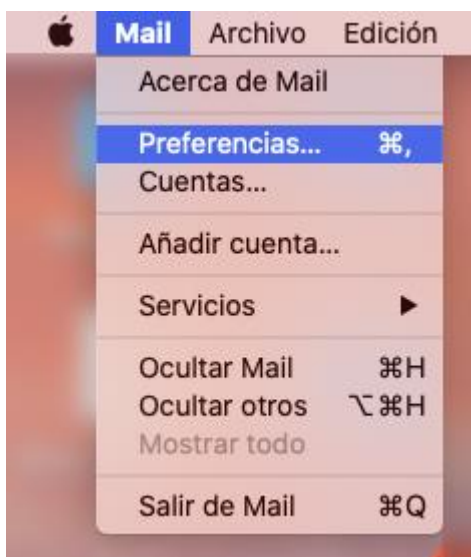 Mail Archivo Edición
Acerca de Mail
Preferencias... ⌘,
Cuentas...
Añadir cuenta...
Servicios ▶
Ocultar Mail ⌘H
Ocultar otros ⌥⌘H
Mostrar todo
Salir de Mail ⌘Q